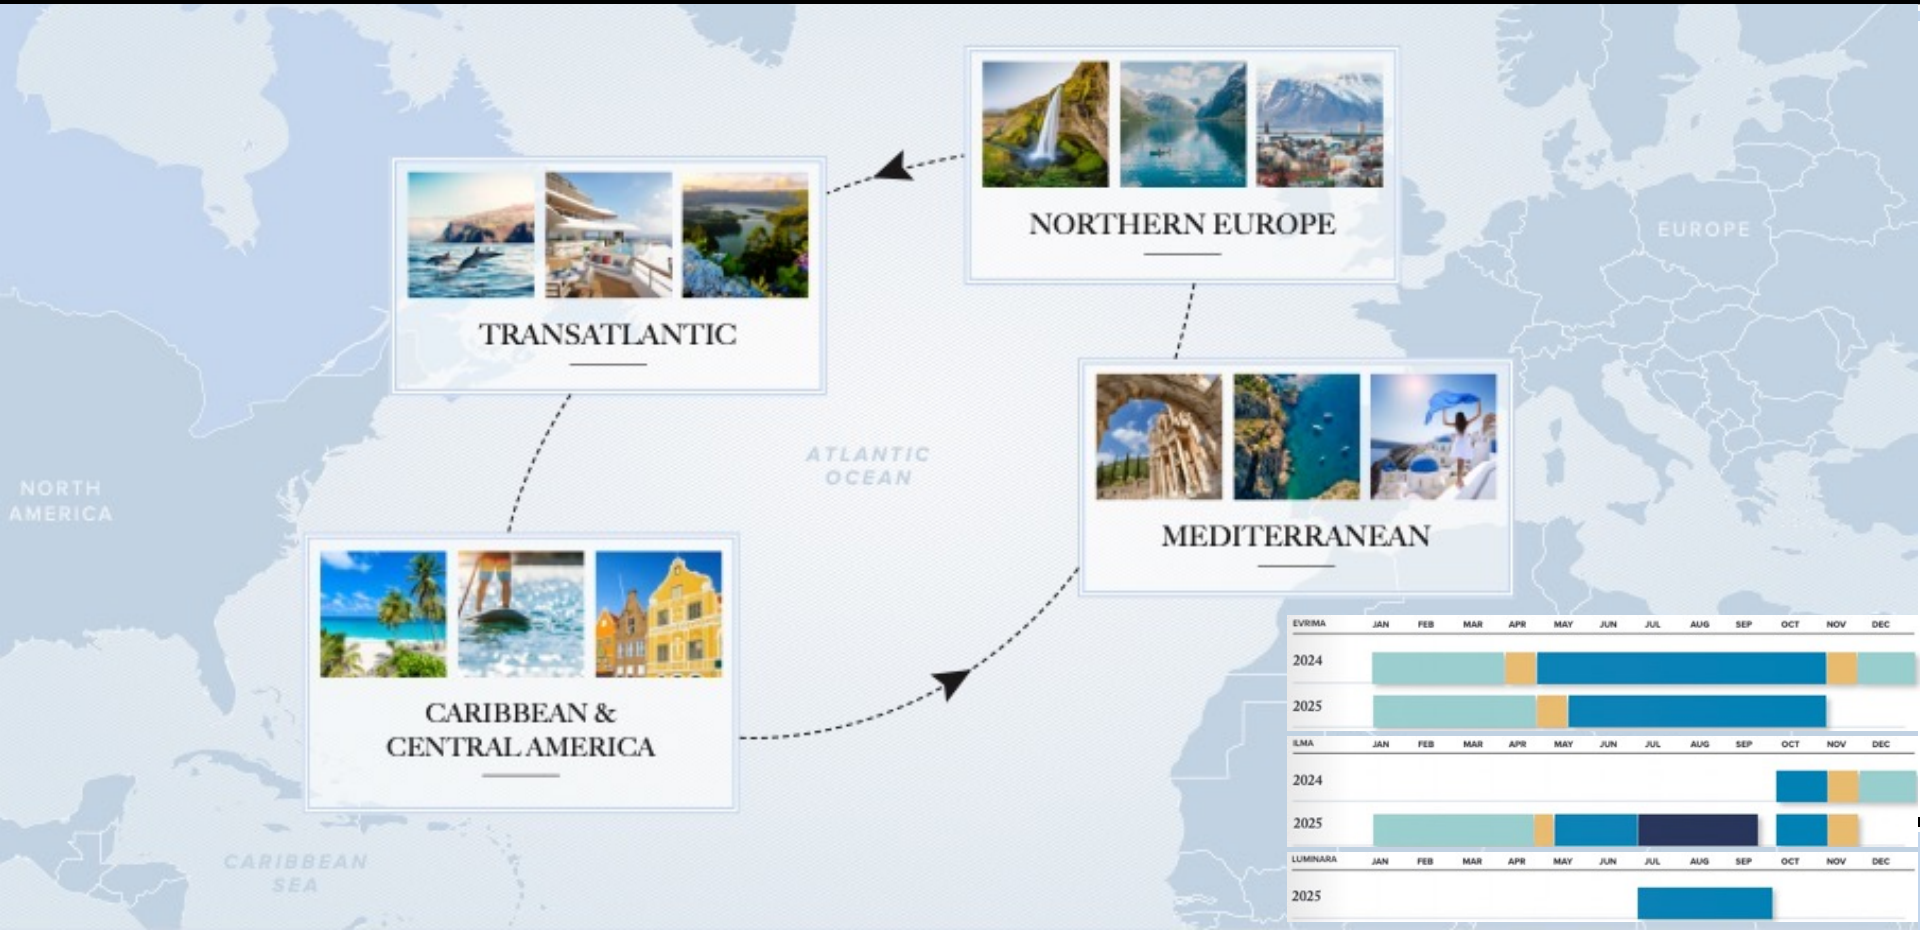 NORTHERN EUROPE
EUROPE
TRANSATLANTIC
ATLANTIC
OCEAN
NORTH
AMERICA
MEDITERRANEAN
CARIBBEAN &
CENTRAL AMERICA
CARIBBEAN
SEA
EVRIMA JAN FEB MAR APR MAY JUN JUL AUG SEP OCT NOV DEC
2024
2025
ILMA JAN FEB MAR APR MAY JUN JUL AUG SEP OCT NOV DEC
2024
2025
LUMINARA JAN FEB MAR APR MAY JUN JUL AUG SEP OCT NOV DEC
2025